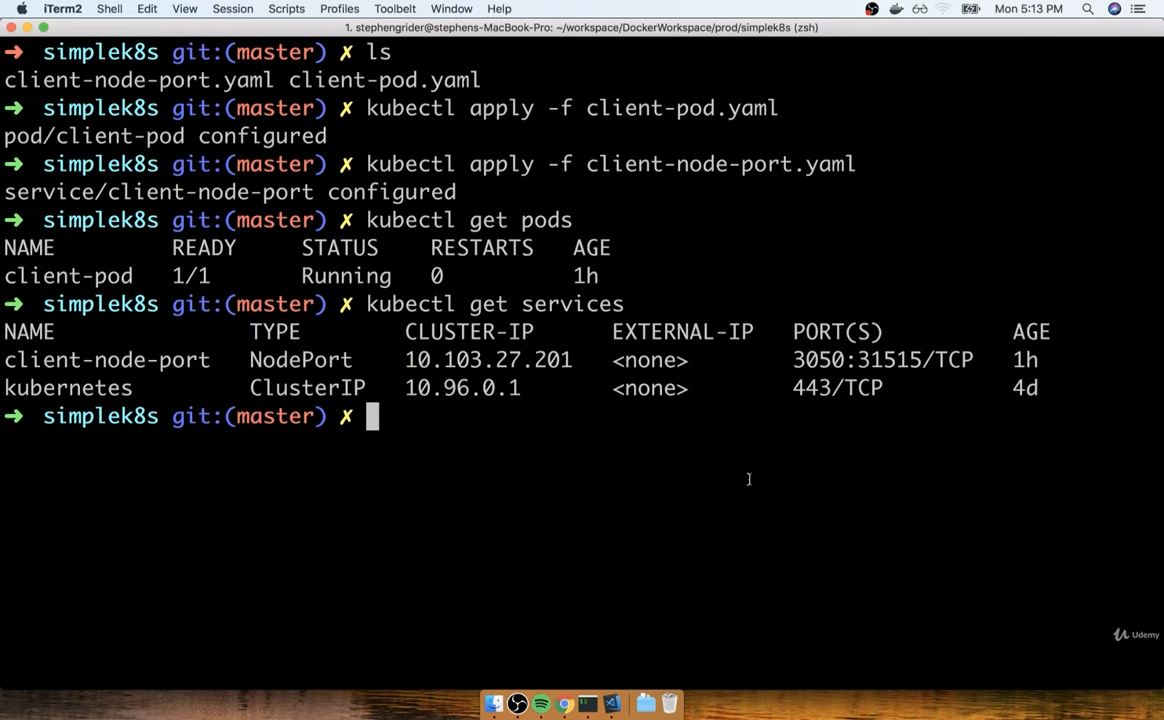 iTerm2 Shell Edit View Session Scripts Profiles Toolbelt Window Help Mon 5:13 PM
1. stephengrider@stephens-MacBook-Pro: ~/workspace/DockerWorkspace/prod/simplek8s (zsh)
➜ simplek8s git:(master) ✗ ls
client-node-port.yaml client-pod.yaml
➜ simplek8s git:(master) ✗ kubectl apply -f client-pod.yaml
pod/client-pod configured
➜ simplek8s git:(master) ✗ kubectl apply -f client-node-port.yaml
service/client-node-port configured
➜ simplek8s git:(master) ✗ kubectl get pods
NAME READY STATUS RESTARTS AGE
client-pod 1/1 Running 0 1h
➜ simplek8s git:(master) ✗ kubectl get services
NAME TYPE CLUSTER-IP EXTERNAL-IP PORT(S) AGE
client-node-port NodePort 10.103.27.201 <none> 3050:31515/TCP 1h
kubernetes ClusterIP 10.96.0.1 <none> 443/TCP 4d
➜ simplek8s git:(master) ✗
Udemy